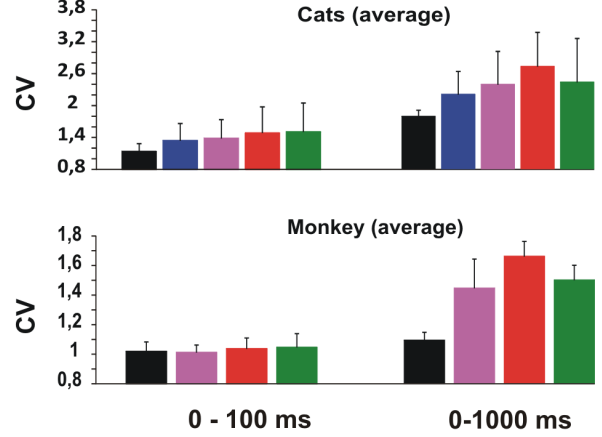 Cats (average)
3,8
3,2
2,6
2
1,4
0,8
CV
Monkey (average)
1,8
1,6
1,4
1,2
1
0,8
CV
0 - 100 ms
0-1000 ms